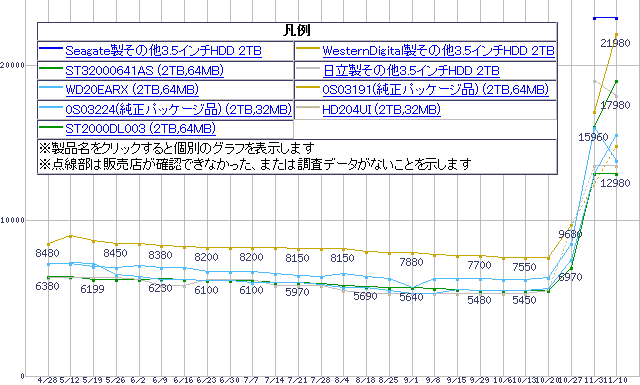 凡例
Seagate製その他3.5インチHDD 2TB
WesternDigital製その他3.5インチHDD 2TB
ST32000641AS (2TB,64MB)
日立製その他3.5インチHDD 2TB
WD20EARX (2TB,64MB)
0S03191(純正パッケージ品) (2TB,64MB)
0S03224(純正パッケージ品) (2TB,32MB)
HD204UI (2TB,32MB)
ST2000DL003 (2TB,64MB)
※製品名をクリックすると個別のグラフを表示します
※点線部は販売店が確認できなかった、または調査データがないことを示します
21980
20000
17980
15960
12980
10000
9680
8480 8450 8380 8200 8200 8150 8150 7880 7700 7550
6970
6380 6199 6230 6100 6100 5970 5690 5640 5480 5450
0
4/28 5/12 5/19 5/26 6/2 6/9 6/16 6/23 6/30 7/7 7/14 7/21 7/28 8/4 8/18 8/25 9/1 9/8 9/15 9/29 10/6 10/13 10/20 10/27 11/3 11/10